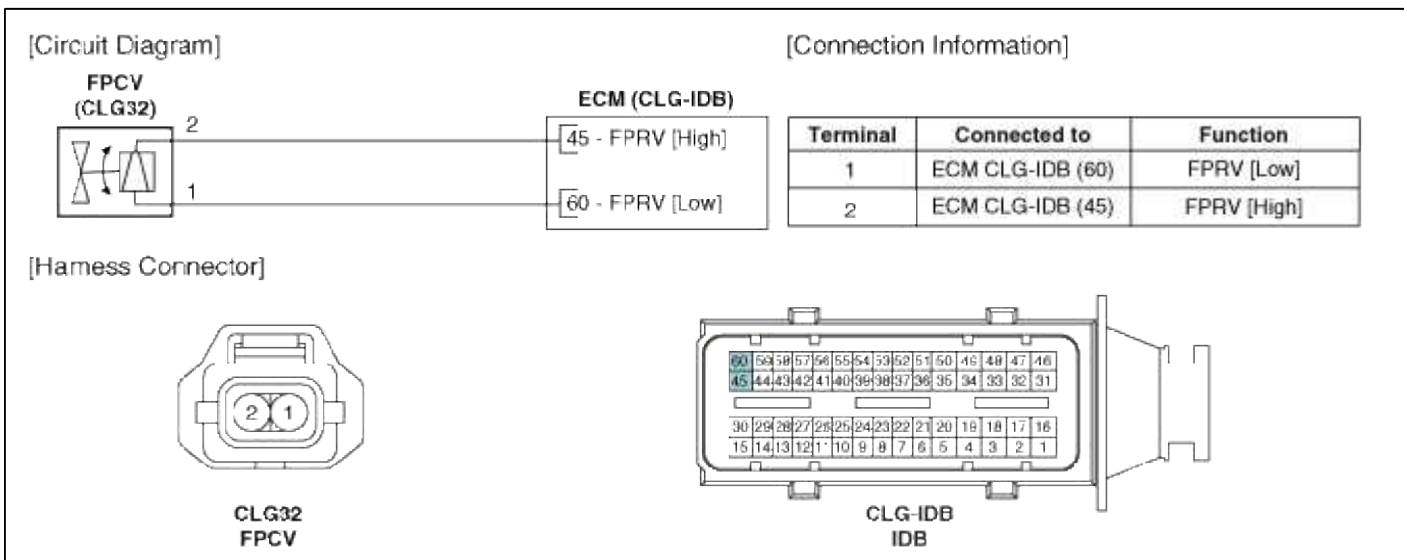 [Circuit Diagram]
[Connection Information]
FPCV
(CLG32)
ECM (CLG-IDB)
2
45 - FPRV [High]
1
60 - FPRV [Low]
Terminal Connected to Function
1 ECM CLG-IDB (60) FPRV [Low]
2 ECM CLG-IDB (45) FPRV [High]
[Harness Connector]
2 1
CLG32
FPCV
60 59 58 57 56 55 54 53 52 51 50 49 48 47 46
45 44 43 42 41 40 39 38 37 36 35 34 33 32 31
30 29 28 27 26 25 24 23 22 21 20 19 18 17 16
15 14 13 12 11 10 9 8 7 6 5 4 3 2 1
CLG-IDB
IDB